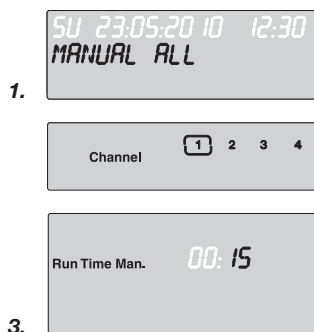 SU 23:05:2010 12:30
MANUAL ALL
1.
1 2 3 4
Channel
Run Time Man. 00:15
3.